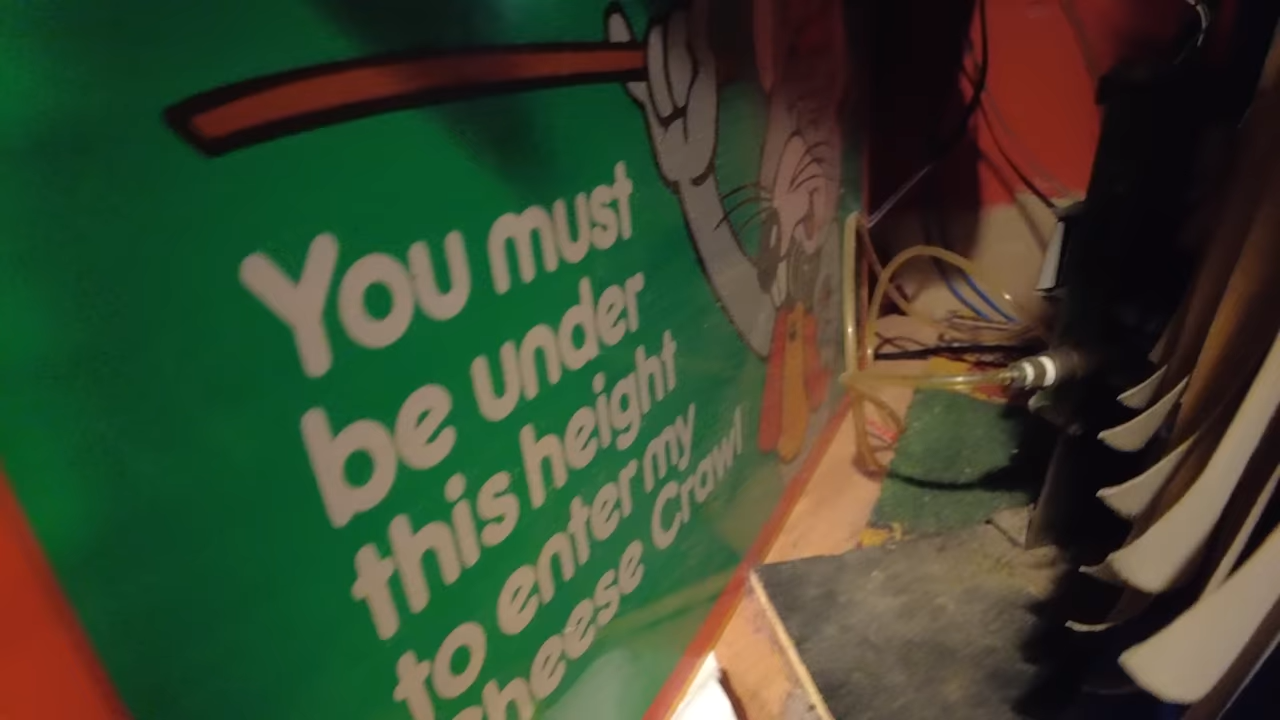 You must
be under
this height
to enter my
cheese Crawl